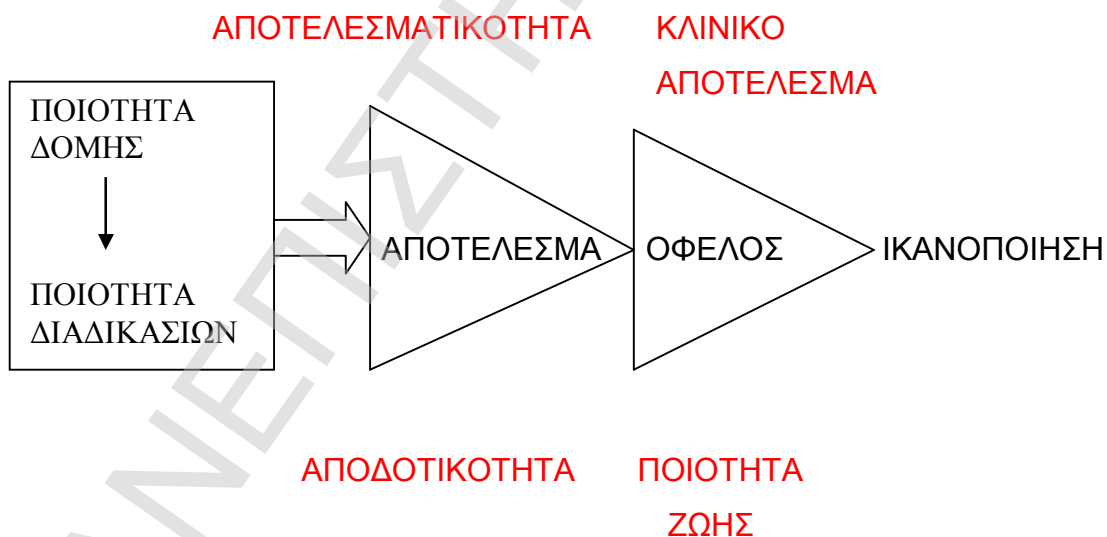 ΑΠΟΤΕΛΕΣΜΑΤΙΚΟΤΗΤΑ ΚΛΙΝΙΚΟ
ΑΠΟΤΕΛΕΣΜΑ
ΠΟΙΟΤΗΤΑ
ΔΟΜΗΣ
ΑΠΟΤΕΛΕΣΜΑ ΟΦΕΛΟΣ ΙΚΑΝΟΠΟΙΗΣΗ
ΠΟΙΟΤΗΤΑ
ΔΙΑΔΙΚΑΣΙΩΝ
ΑΠΟΔΟΤΙΚΟΤΗΤΑ ΠΟΙΟΤΗΤΑ
ΖΩΗΣ